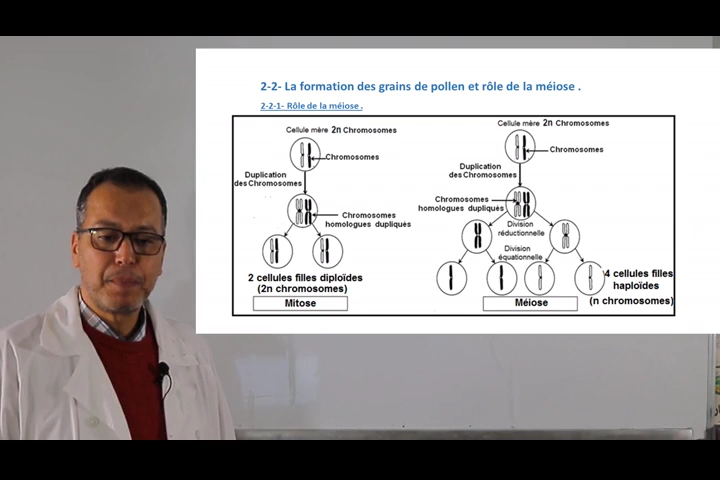 2-2- La formation des grains de pollen et rôle de la méiose .
2-2-1- Rôle de la méiose .
Cellule mère 2n Chromosomes
Chromosomes
Duplication
des Chromosomes
Chromosomes
homologues dupliqués
2 cellules filles diploïdes
(2n chromosomes)
Mitose
Cellule mère 2n Chromosomes
Chromosomes
Duplication
des Chromosomes
Chromosomes
homologues dupliqués
Division
réductionnelle
Division
équationnelle
4 cellules filles
haploïdes
(n chromosomes)
Méiose